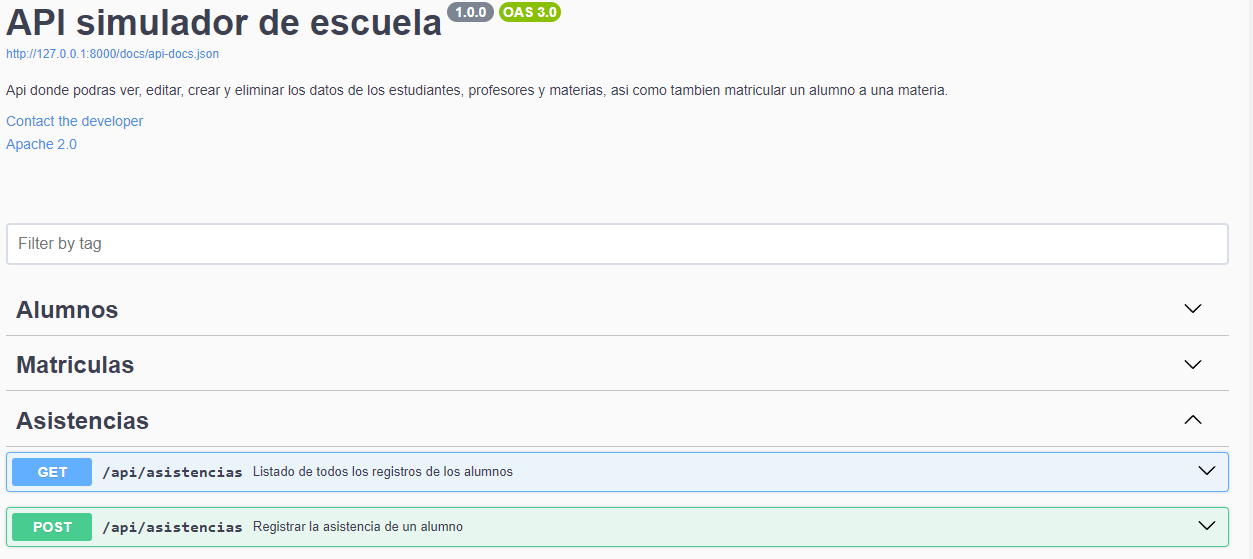 API simulador de escuela 1.0.0 OAS 3.0
http://127.0.0.1:8000/docs/api-docs.json
Api donde podras ver, editar, crear y eliminar los datos de los estudiantes, profesores y materias, asi como tambien matricular un alumno a una materia.
Contact the developer
Apache 2.0
Filter by tag
Alumnos
Matriculas
Asistencias
GET /api/asistencias Listado de todos los registros de los alumnos
POST /api/asistencias Registrar la asistencia de un alumno